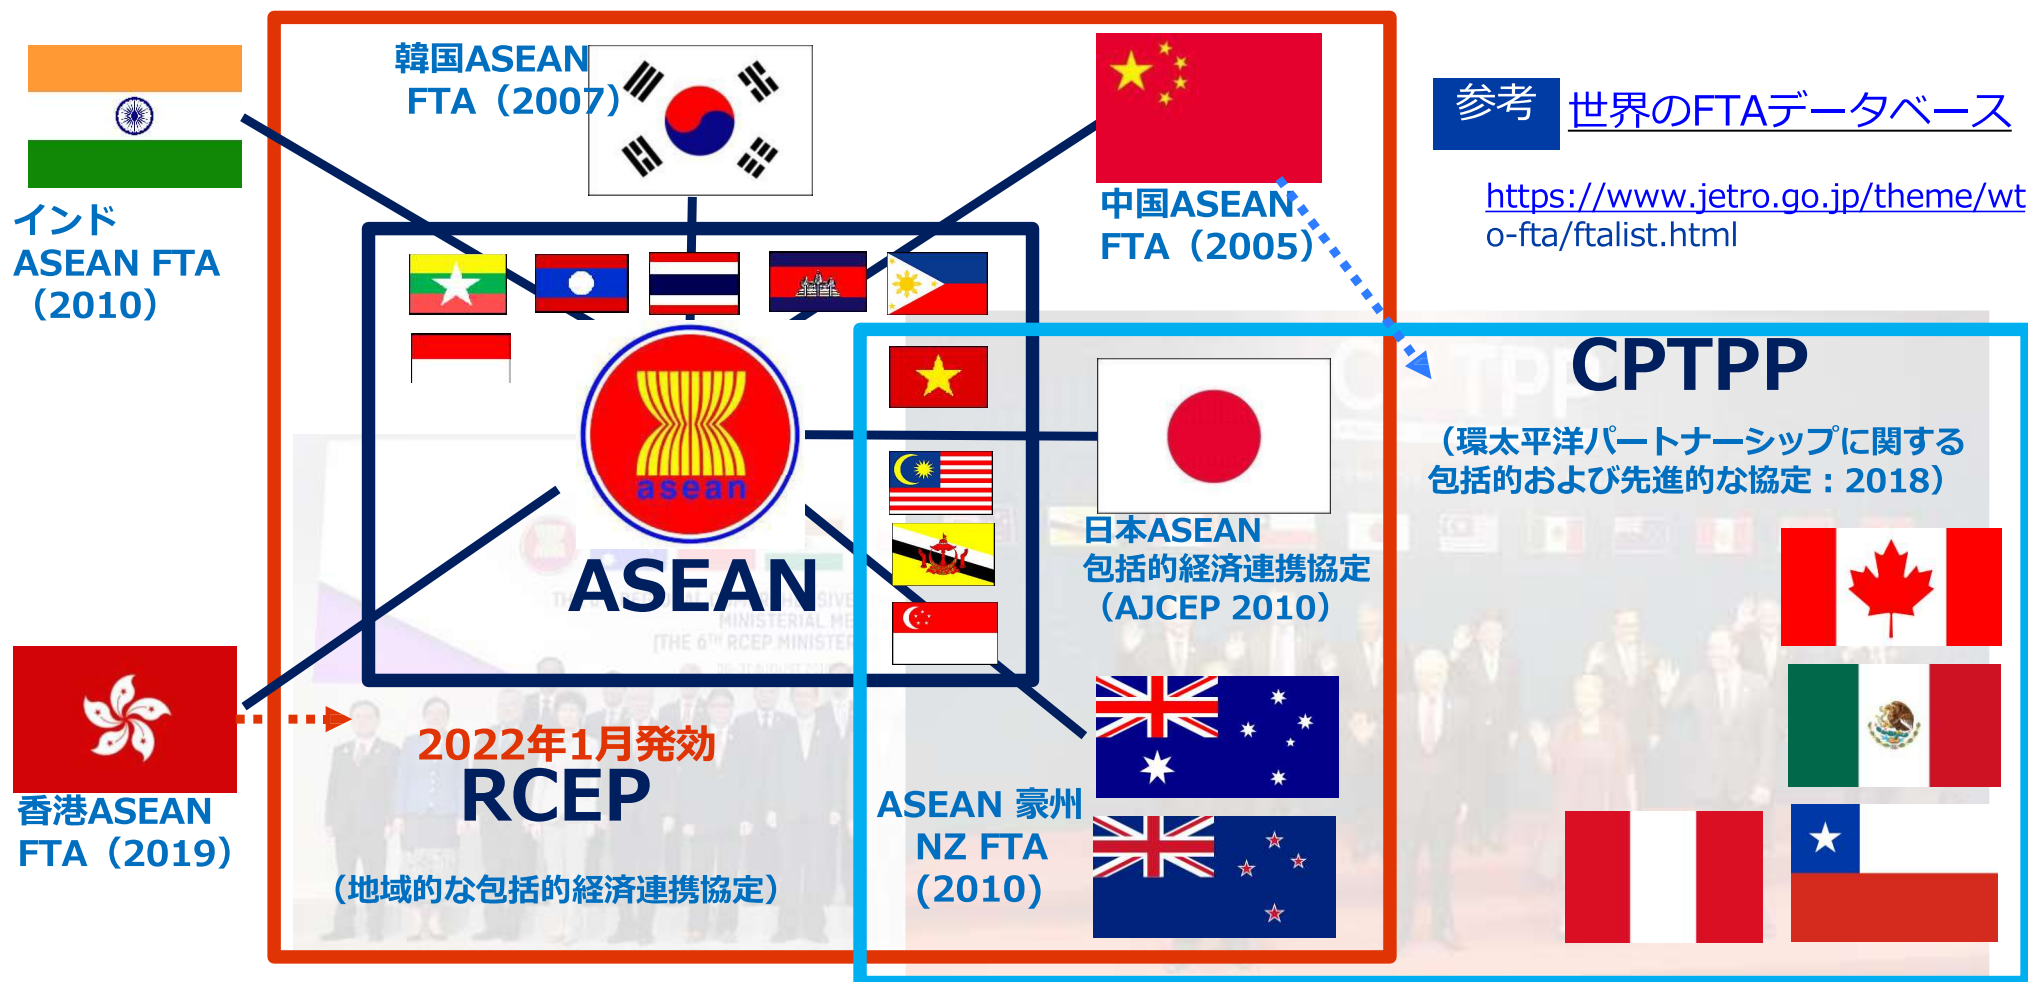 韓国ASEAN
FTA（2007）
インド
ASEAN FTA
（2010）
中国ASEAN
FTA（2005）
参考
世界のFTAデータベース
https://www.jetro.go.jp/theme/wt
o-fta/ftalist.html
asean
ASEAN
CPTPP
（環太平洋パートナーシップに関する
包括的および先進的な協定：2018）
日本ASEAN
包括的経済連携協定
（AJCEP 2010）
香港ASEAN
FTA（2019）
2022年1月発効
RCEP
（地域的な包括的経済連携協定）
ASEAN 豪州
NZ FTA
(2010)
MINISTERIAL ME
[THE 6TH RCEP MINISTER